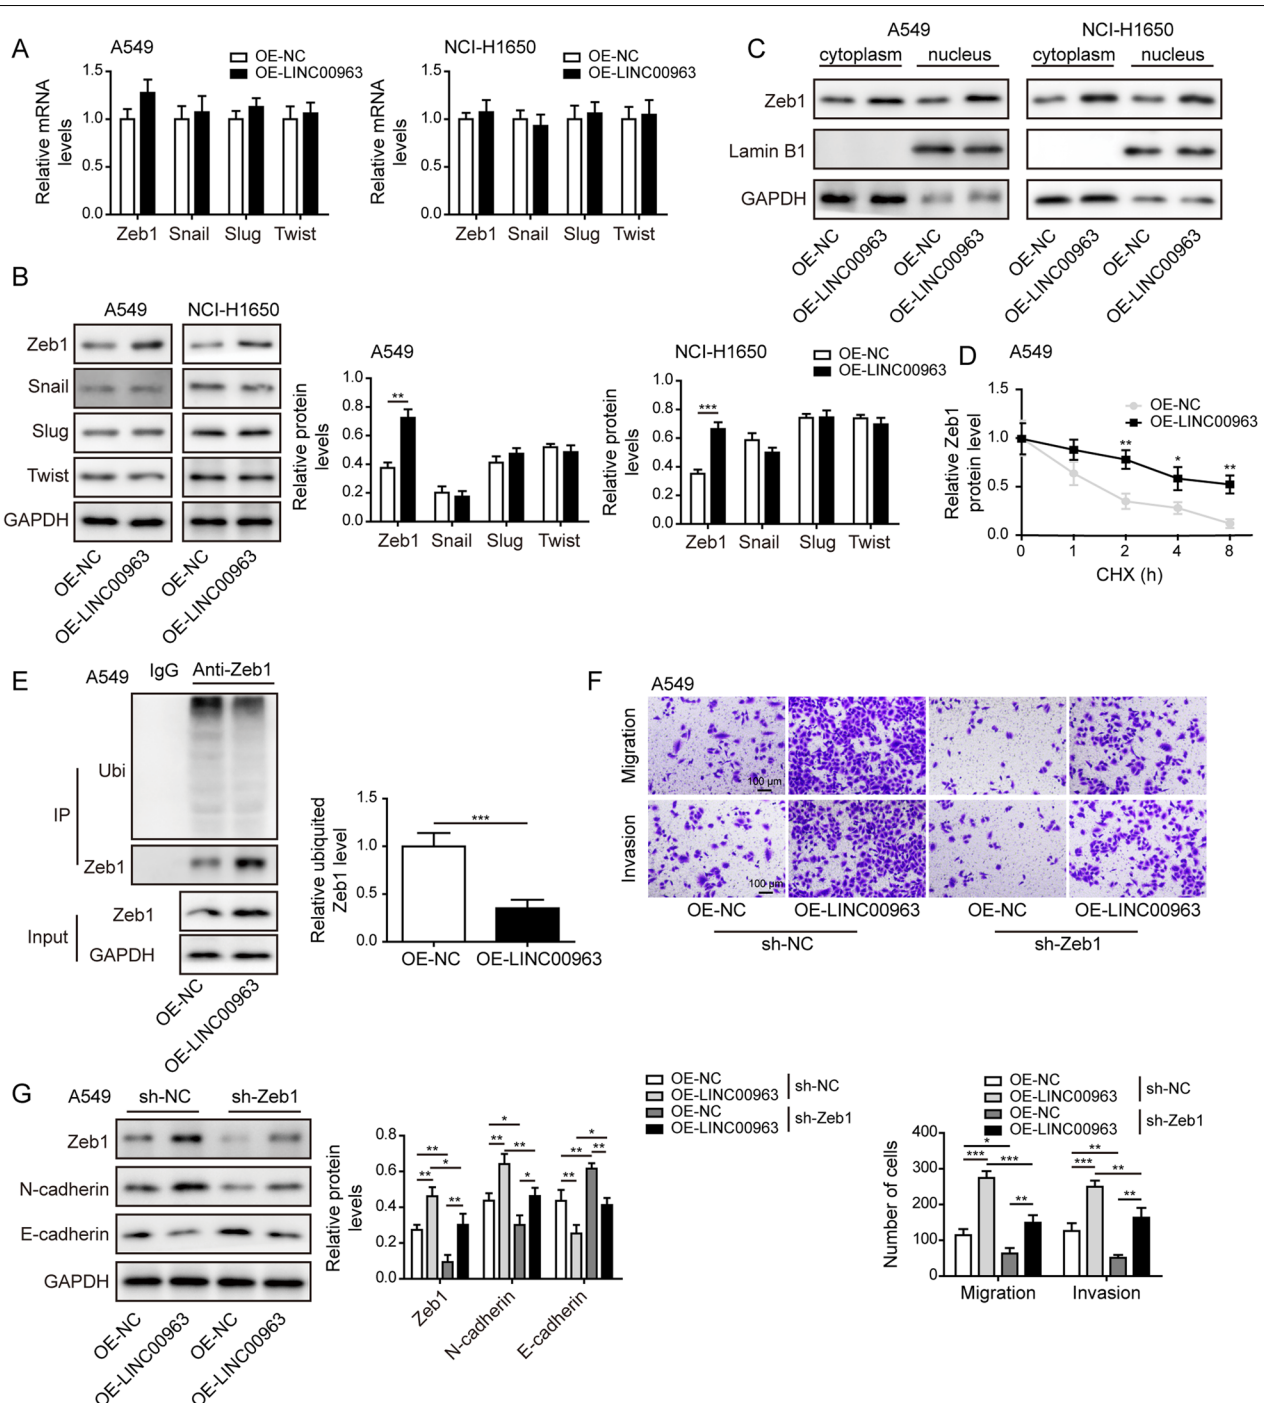 A
A549
OE-NC
OE-LINC00963
Relative mRNA
levels
1.5
1.0
0.5
0.0
Zeb1 Snail Slug Twist
NCI-H1650
OE-NC
OE-LINC00963
Relative mRNA
levels
1.5
1.0
0.5
0.0
Zeb1 Snail Slug Twist
C
A549 NCI-H1650
cytoplasm nucleus cytoplasm nucleus
Zeb1
Lamin B1
GAPDH
OE-NC
OE-LINC00963
OE-NC
OE-LINC00963
OE-NC
OE-LINC00963
OE-NC
OE-LINC00963
B
A549 NCI-H1650
Zeb1
Snail
Slug
Twist
GAPDH
OE-NC
OE-LINC00963
OE-NC
OE-LINC00963
A549
Relative protein
levels
1.0
0.8
0.6
0.4
0.2
0.0
**
Zeb1 Snail Slug Twist
NCI-H1650
OE-NC
OE-LINC00963
Relative protein
levels
1.0
0.8
0.6
0.4
0.2
0.0
***
Zeb1 Snail Slug Twist
D
A549
OE-NC
OE-LINC00963
Relative Zeb1
protein level
1.5
1.0
0.5
0.0
** * **
0 1 2 4 8
CHX (h)
E
A549
IgG Anti-Zeb1
IP
Ubi
Zeb1
Input
Zeb1
GAPDH
OE-NC
OE-LINC00963
Relative ubiquited
Zeb1 level
1.5
1.0
0.5
0.0
***
OE-NC OE-LINC00963
F
A549
Migration
100 μm
Invasion
100 μm
OE-NC OE-LINC00963 OE-NC OE-LINC00963
sh-NC sh-Zeb1
G
A549
sh-NC sh-Zeb1
Zeb1
N-cadherin
E-cadherin
GAPDH
OE-NC
OE-LINC00963
OE-NC
OE-LINC00963
OE-NC
OE-LINC00963
sh-NC
OE-NC
OE-LINC00963
sh-Zeb1
Relative protein
levels
0.8
0.6
0.4
0.2
0.0
**
*
**
**
*
**
**
*
*
**
**
**
Zeb1
N-cadherin
E-cadherin
OE-NC
OE-LINC00963
sh-NC
OE-NC
OE-LINC00963
sh-Zeb1
Number of cells
400
300
200
100
0
*
***
***
**
**
***
**
**
Migration Invasion